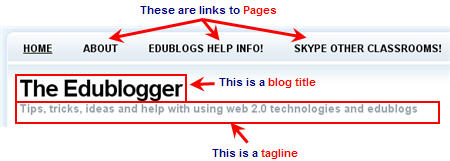 These are links to Pages
HOME ABOUT EDUBLOGS HELP INFO! SKYPE OTHER CLASSROOMS!
The Edublogger This is a blog title
Tips, tricks, ideas and help with using web 2.0 technologies and edublogs
This is a tagline